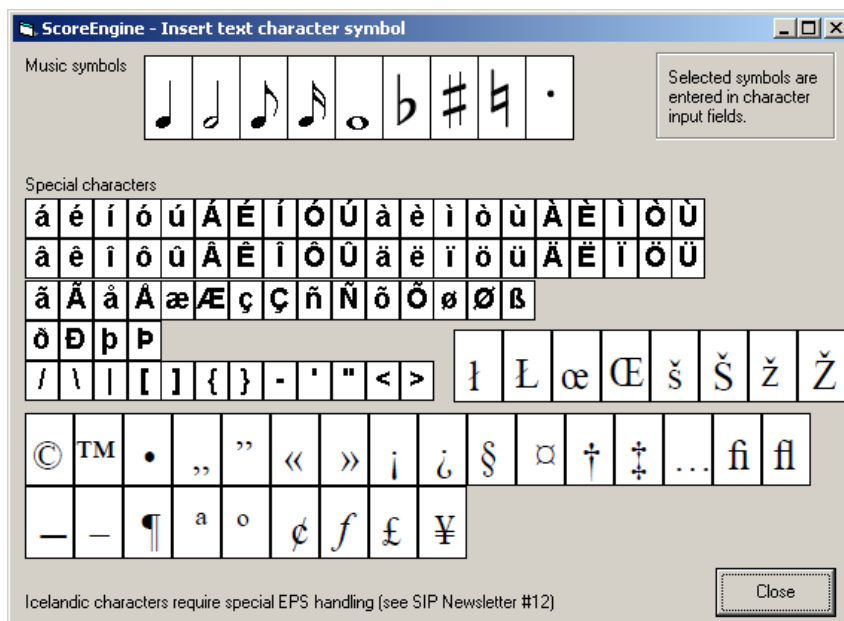 ScoreEngine - Insert text character symbol
Music symbols
♩ 𝅗𝅥 ♪ 𝅘𝅥𝅯 𝅝 ♭ ♯ ♮ ·
Selected symbols are
entered in character
input fields.
Special characters
á é í ó ú Á É Í Ó Ú à è ì ò ù À È Ì Ò Ù
â ê î ô û Â Ê Î Ô Û ä ë ï ö ü Ä Ë Ï Ö Ü
ã Ã å Å æ Æ ç Ç ñ Ñ õ Õ ø Ø ß
ð Ð þ Þ
/ \ | [ ] { } - ' " < >
ł Ł œ Œ š Š ž Ž
© ™ • „ ” « » ¡ ¿ § ¤ † ‡ … ﬁ ﬂ
— – ¶ ª º ¢ ƒ £ ¥
Icelandic characters require special EPS handling (see SIP Newsletter #12)
Close